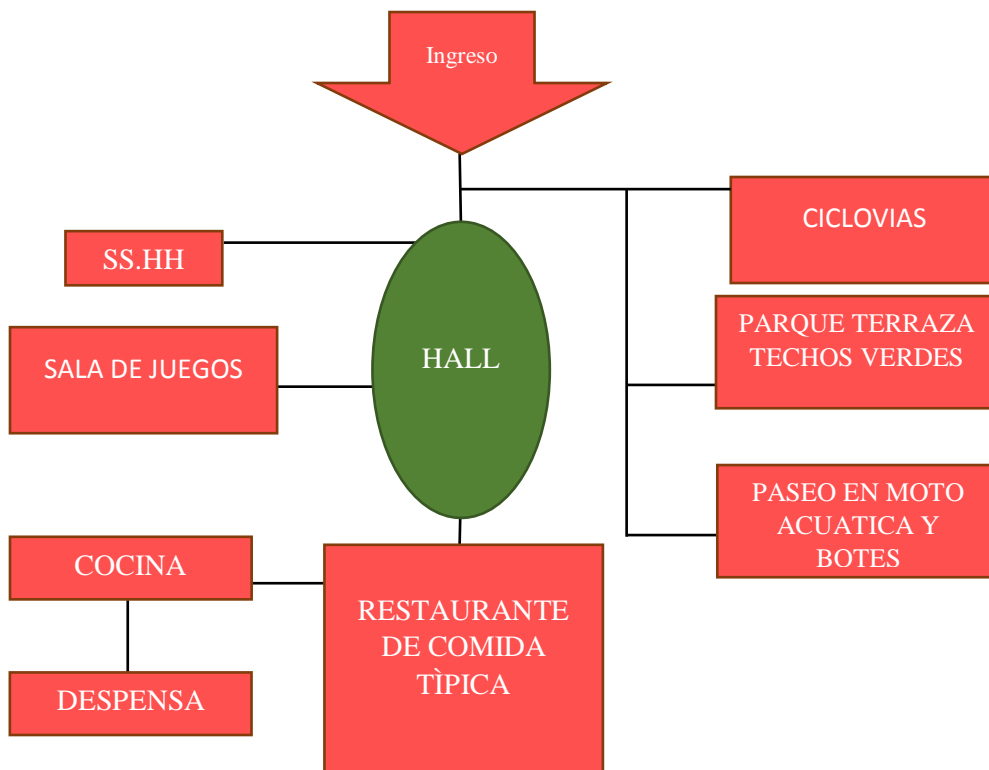 Ingreso
CICLOVIAS
SS.HH
PARQUE TERRAZA
TECHOS VERDES
SALA DE JUEGOS
HALL
PASEO EN MOTO
ACUATICA Y
BOTES
COCINA
RESTAURANTE
DE COMIDA
TÌPICA
DESPENSA